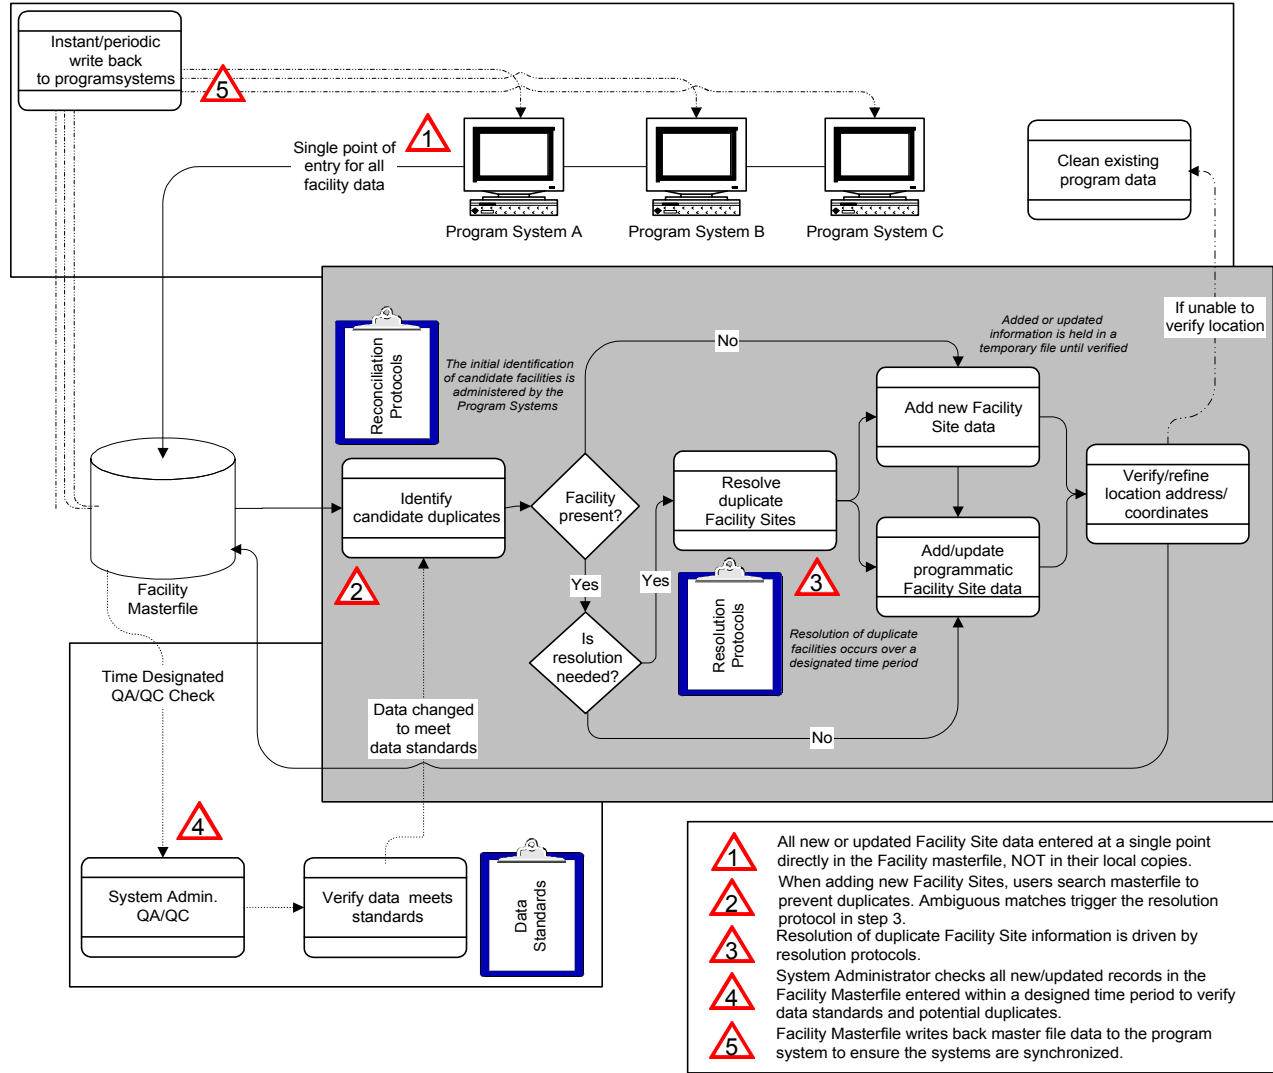 Instant/periodic
write back
to programsystems
5
1
Single point of
entry for all
facility data
Program System A
Program System B
Program System C
Clean existing
program data
If unable to
verify location
Reconciliation
Protocols
The initial identification
of candidate facilities is
administered by the
Program Systems
No
Added or updated
information is held in a
temporary file until verified
Add new Facility
Site data
Identify
candidate duplicates
Facility
present?
Resolve
duplicate
Facility Sites
Verify/refine
location address/
coordinates
Facility
Masterfile
2
Yes
Yes
3
Add/update
programmatic
Facility Site data
Is
resolution
needed?
Resolution
Protocols
Resolution of duplicate
facilities occurs over a
designated time period
No
Time Designated
QA/QC Check
Data changed
to meet
data standards
4
System Admin.
QA/QC
Verify data meets
standards
Data
Standards
1
All new or updated Facility Site data entered at a single point
directly in the Facility masterfile, NOT in their local copies.
2
When adding new Facility Sites, users search masterfile to
prevent duplicates. Ambiguous matches trigger the resolution
protocol in step 3.
3
Resolution of duplicate Facility Site information is driven by
resolution protocols.
4
System Administrator checks all new/updated records in the
Facility Masterfile entered within a designed time period to verify
data standards and potential duplicates.
5
Facility Masterfile writes back master file data to the program
system to ensure the systems are synchronized.